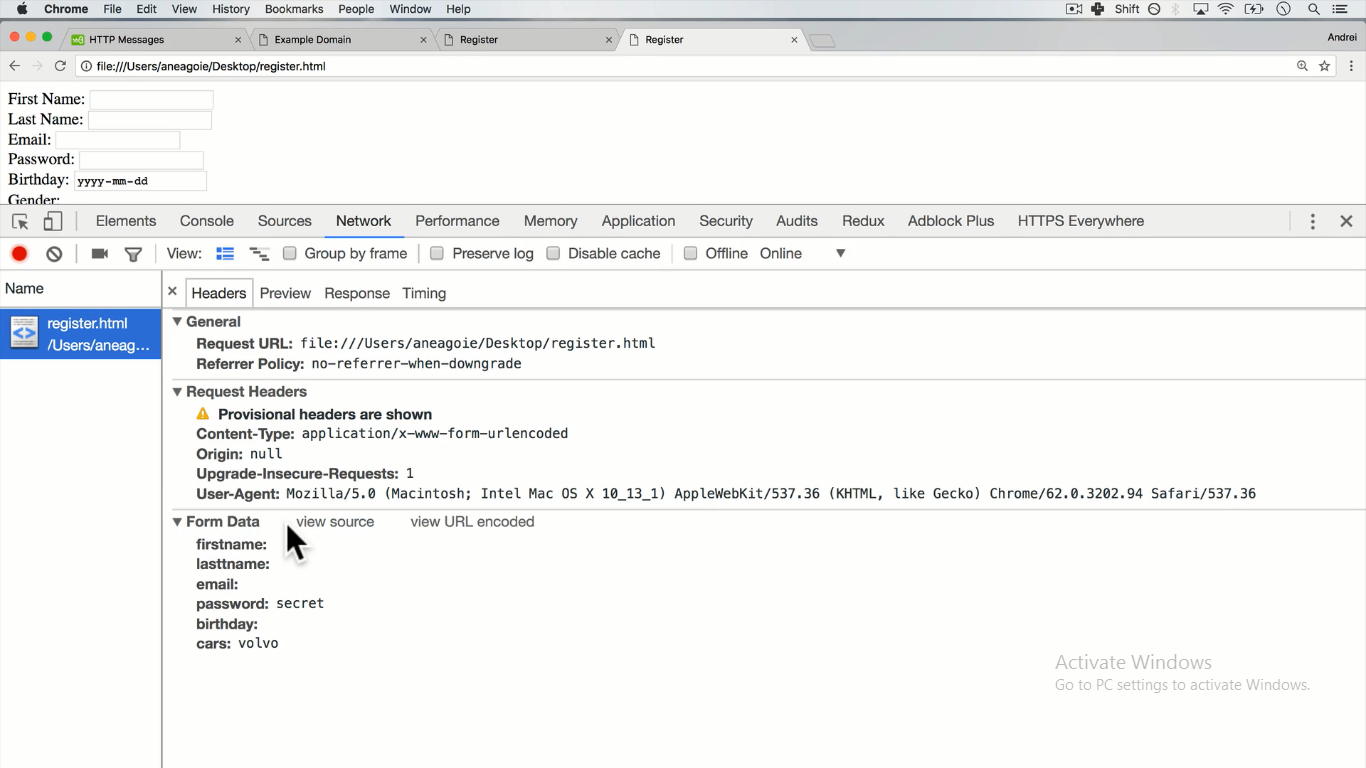 Chrome File Edit View History Bookmarks People Window Help Shift
HTTP Messages Example Domain Register Register Andrei
file:///Users/aneagoie/Desktop/register.html
First Name:
Last Name:
Email:
Password:
Birthday: yyyy-mm-dd
Gender:
Elements Console Sources Network Performance Memory Application Security Audits Redux Adblock Plus HTTPS Everywhere
View: Group by frame Preserve log Disable cache Offline Online
Name
Headers Preview Response Timing
register.html
/Users/aneag...
General
Request URL: file:///Users/aneagoie/Desktop/register.html
Referrer Policy: no-referrer-when-downgrade
Request Headers
Provisional headers are shown
Content-Type: application/x-www-form-urlencoded
Origin: null
Upgrade-Insecure-Requests: 1
User-Agent: Mozilla/5.0 (Macintosh; Intel Mac OS X 10_13_1) AppleWebKit/537.36 (KHTML, like Gecko) Chrome/62.0.3202.94 Safari/537.36
Form Data view source view URL encoded
firstname:
lasttname:
email:
password: secret
birthday:
cars: volvo
Activate Windows
Go to PC settings to activate Windows.